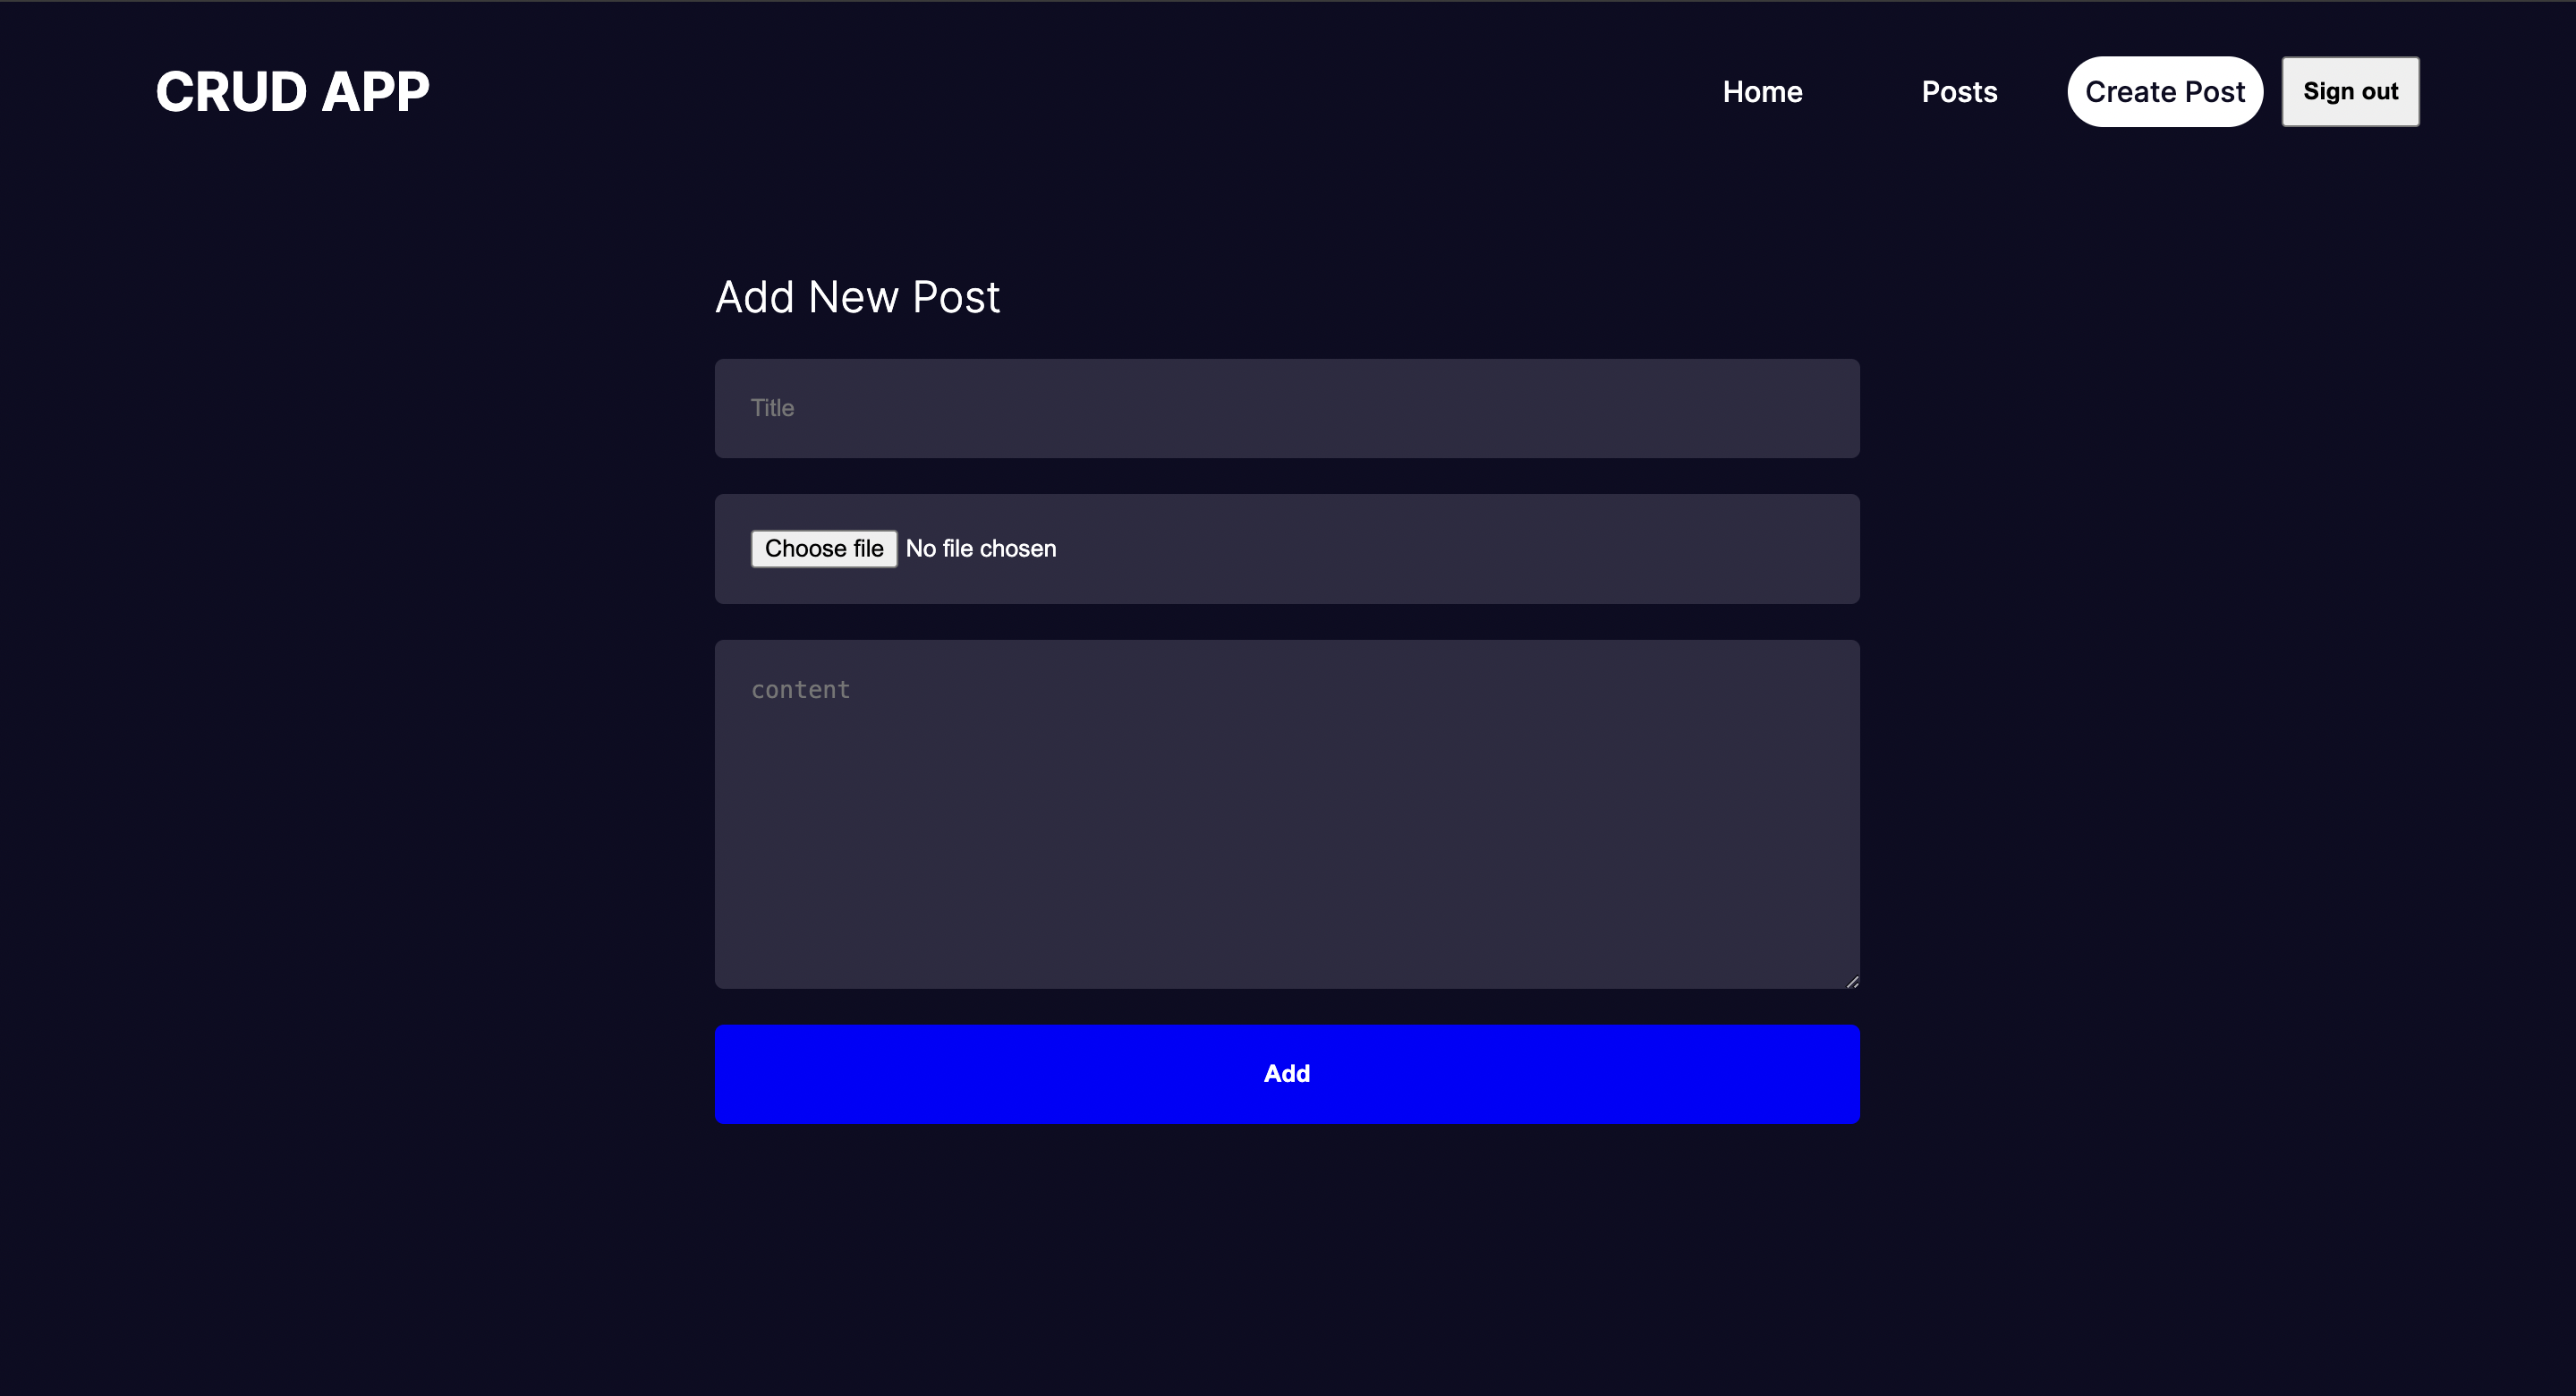 CRUD APP
Home
Posts
Create Post
Sign out
Add New Post
Title
Choose file No file chosen
content
Add